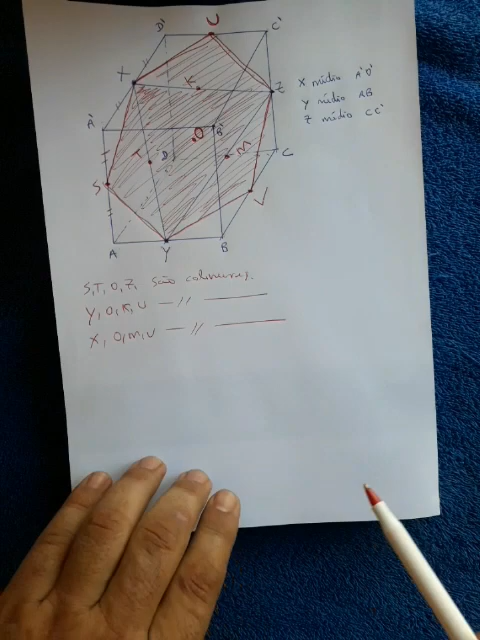 U
D' C'
X K Z
X médio A'D'
Y médio AB
Z médio CC'
A' O B'
T D M C
S V
A Y B
S, T, O, Z, são colineares.
Y, O, K, U — // —
X, O, M, V — // —